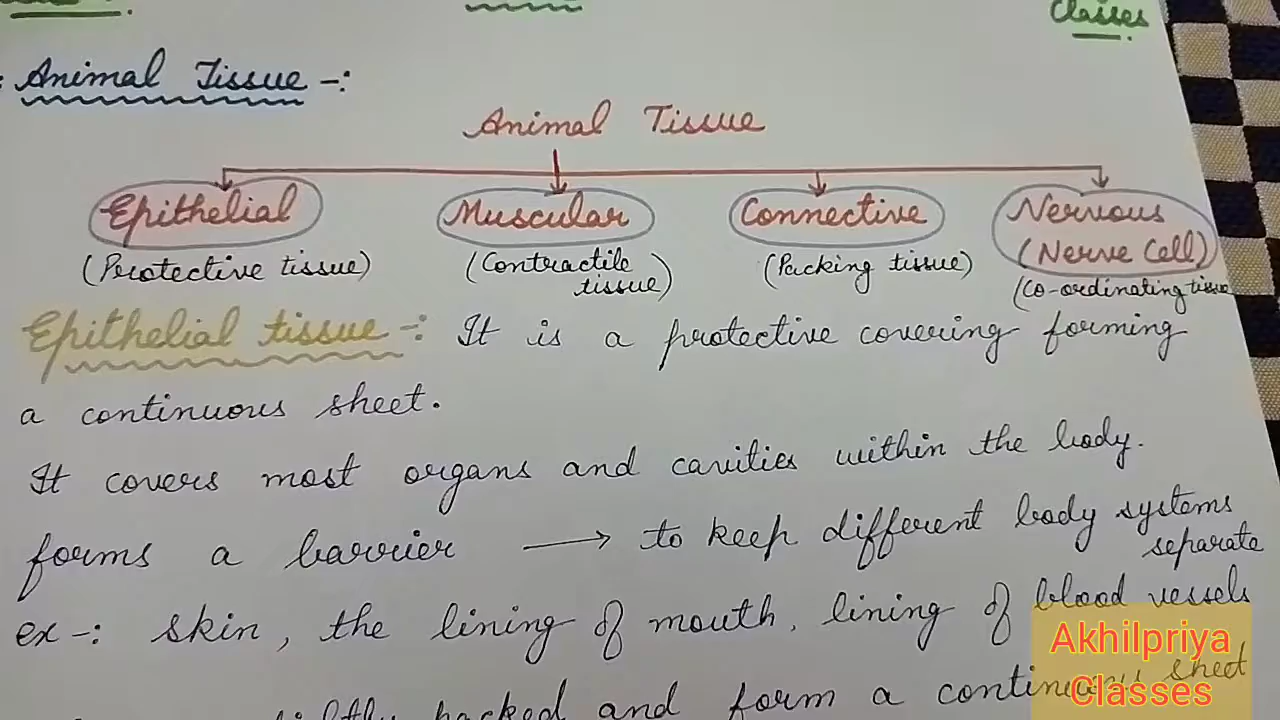 Classes
Animal Tissue -:
Animal Tissue
Epithelial Muscular Connective Nervous
(Nerve Cell)
(Protective tissue) (Contractile tissue) (Packing tissue) (Co-ordinating tissue
Epithelial tissue -: It is a protective covering forming
a continuous sheet.
It covers most organs and cavities within the body.
forms a barrier → to keep different body systems separate
ex -: skin, the lining of mouth, lining of blood vessels
packed and form a continuous sheet
Akhilpriya
Classes